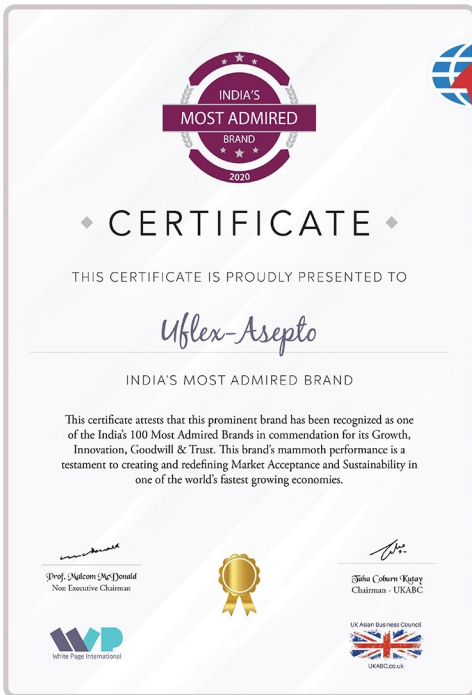 INDIA'S
MOST ADMIRED
BRAND
2020
CERTIFICATE
THIS CERTIFICATE IS PROUDLY PRESENTED TO
Uflex-Asepto
INDIA'S MOST ADMIRED BRAND
This certificate attests that this prominent brand has been recognized as one
of the India's 100 Most Admired Brands in commendation for its Growth,
Innovation, Goodwill & Trust. This brand's mammoth performance is a
testament to creating and redefining Market Acceptance and Sustainability in
one of the world's fastest growing economies.
Prof. Malcom McDonald
Non Executive Chairman
Taha Coburn Kutay
Chairman - UKABC
WP
White Page International
UK Asian Business Council
UKABC.co.uk